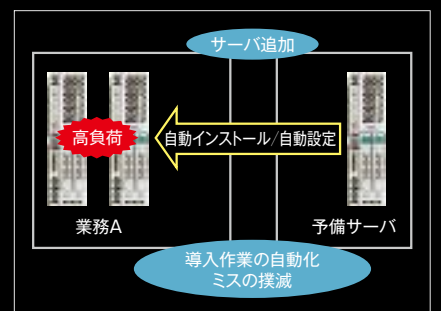 サーバ追加
高負荷
自動インストール/自動設定
業務A
予備サーバ
導入作業の自動化
ミスの撲滅